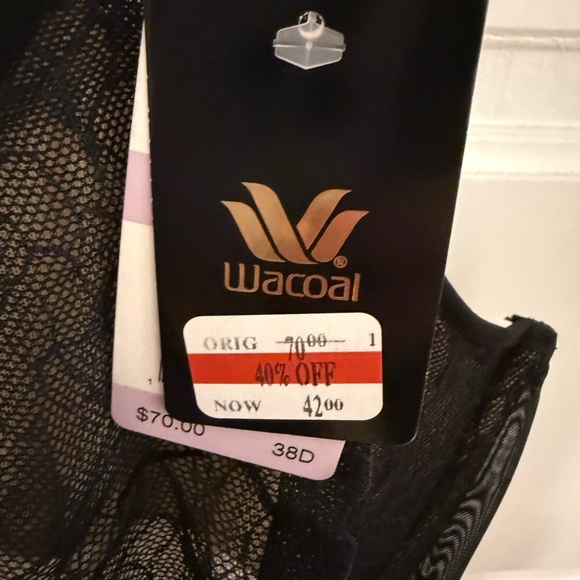 Wacoal®
ORIG 70.00 1
40% OFF
NOW 42.00
$70.00
38D